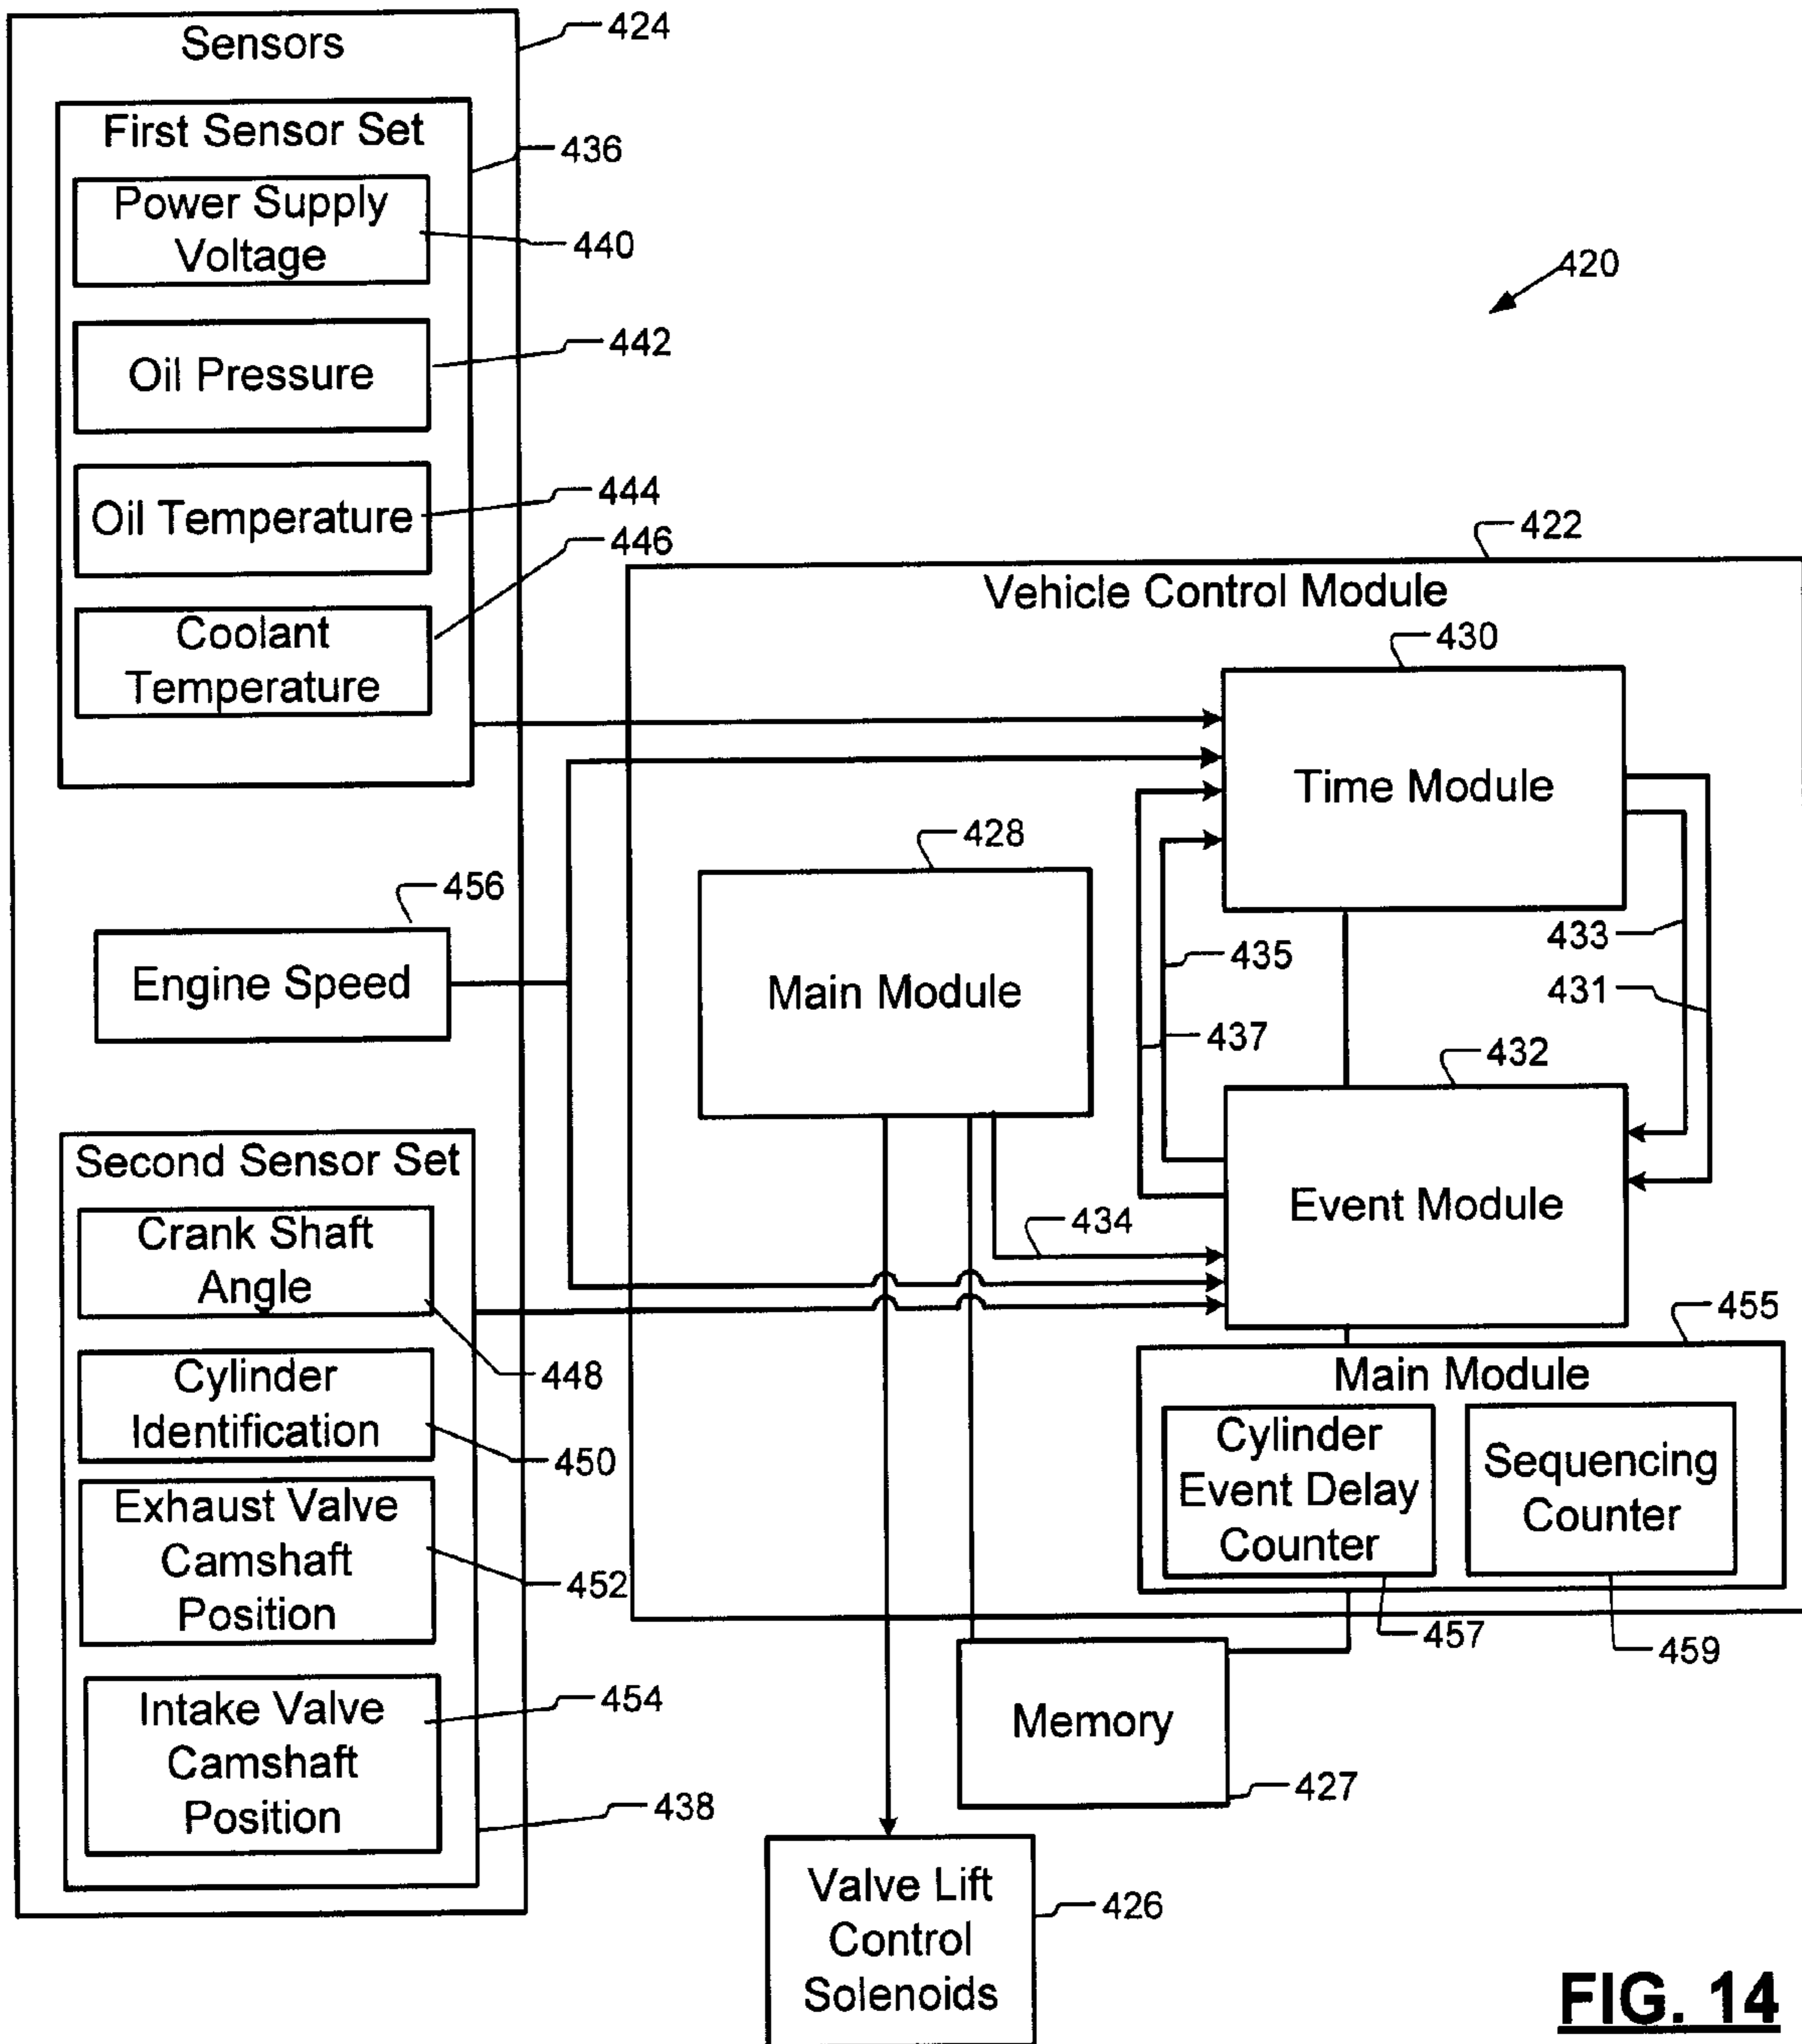 Sensors
424
First Sensor Set
436
Power Supply
Voltage
440
420
Oil Pressure
442
Oil Temperature
444
446
Coolant
Temperature
422
Vehicle Control Module
430
Time Module
428
Main Module
456
Engine Speed
433
435
431
437
432
Event Module
434
Second Sensor Set
Crank Shaft
Angle
448
Cylinder
Identification
450
Exhaust Valve
Camshaft
Position
452
Intake Valve
Camshaft
Position
454
438
455
Main Module
Cylinder
Event Delay
Counter
Sequencing
Counter
457
459
Memory
427
Valve Lift
Control
Solenoids
426
FIG. 14